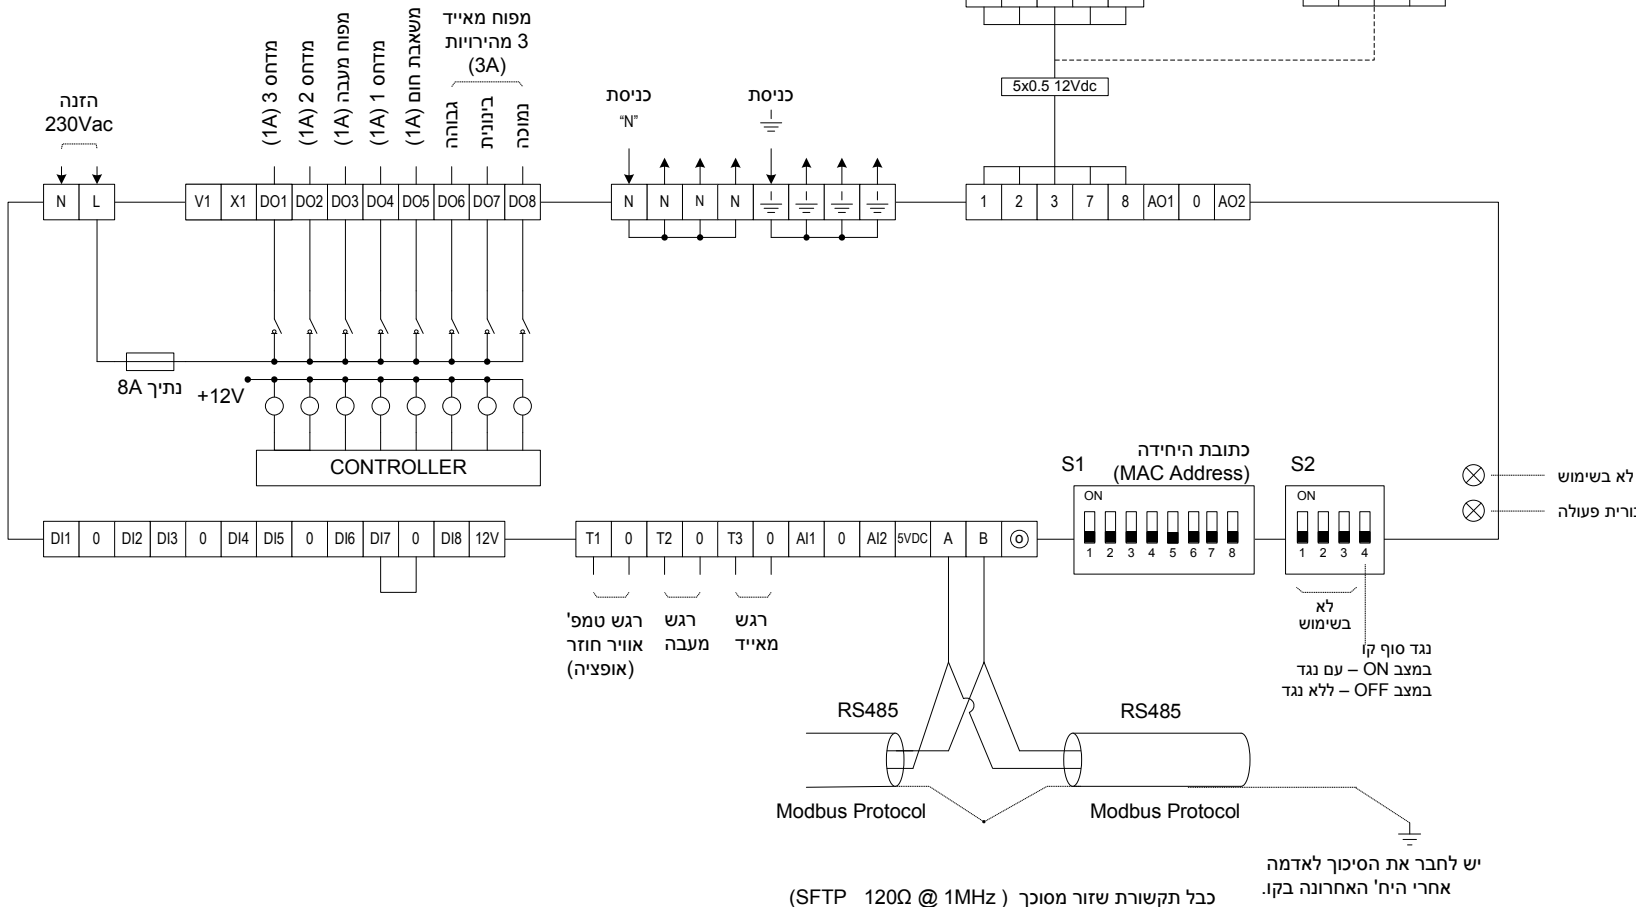 5x0.5 12Vdc
הזנה
230Vac
מדחס 3 (1A)
מדחס 2 (1A)
מפוח מעבה (1A)
מדחס 1 (1A)
משאבת חום (1A)
מפוח מאייד
3 מהירויות
(3A)
גבוהה
בינונית
נמוכה
כניסת
"N"
כניסת
N L
V1 X1 DO1 DO2 DO3 DO4 DO5 DO6 DO7 DO8
N N N N
1 2 3 7 8 AO1 0 AO2
נתיך 8A
+12V
CONTROLLER
S1
כתובת היחידה
(MAC Address)
ON
1 2 3 4 5 6 7 8
S2
ON
1 2 3 4
לא בשימוש
נורית פעולה
DI1 0 DI2 DI3 0 DI4 DI5 0 DI6 DI7 0 DI8 12V
T1 0 T2 0 T3 0 AI1 0 AI2 5VDC A B
רגש טמפ'
אוויר חוזר
(אופציה)
רגש
מעבה
רגש
מאייד
לא
בשימוש
נגד סוף קו
במצב ON – עם נגד
במצב OFF – ללא נגד
RS485
RS485
Modbus Protocol
Modbus Protocol
יש לחבר את הסיכוך לאדמה
אחרי היח' האחרונה בקו.
כבל תקשורת שזור מסוכך (SFTP 120Ω @ 1MHz)